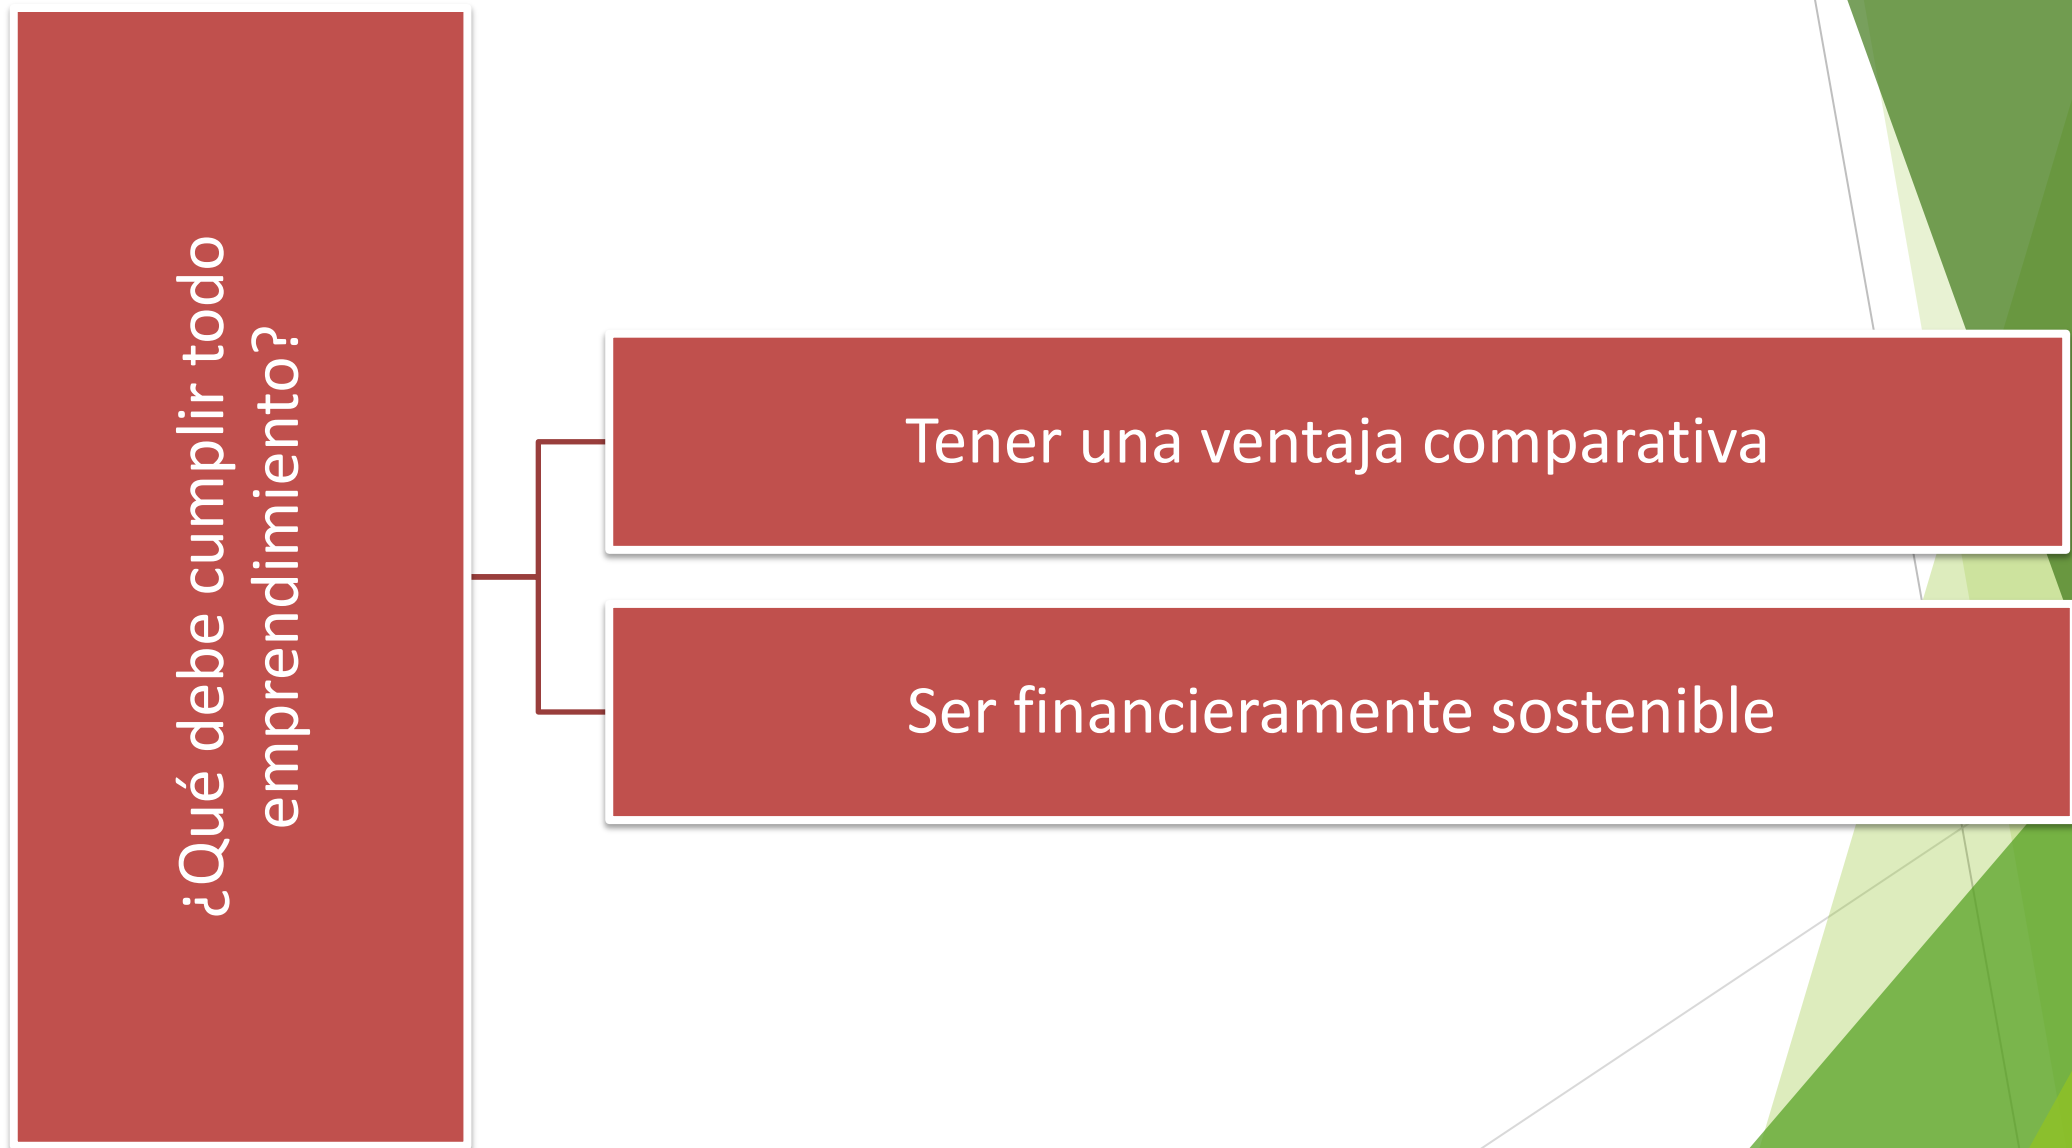 ¿Qué debe cumplir todo
emprendimiento?
Tener una ventaja comparativa
Ser financieramente sostenible